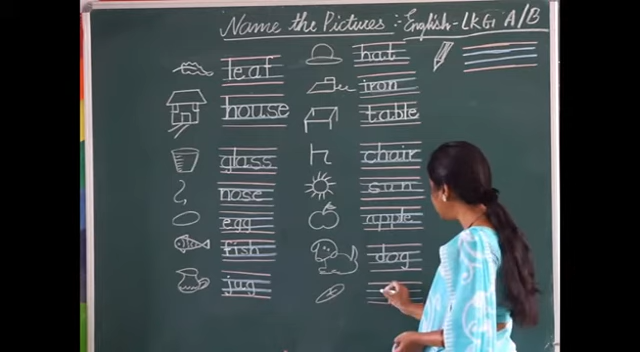 Name the Pictures :- English - LKG A/B
leaf
house
glass
nose
egg
fish
jug
hat
iron
table
chair
sun
apple
dog